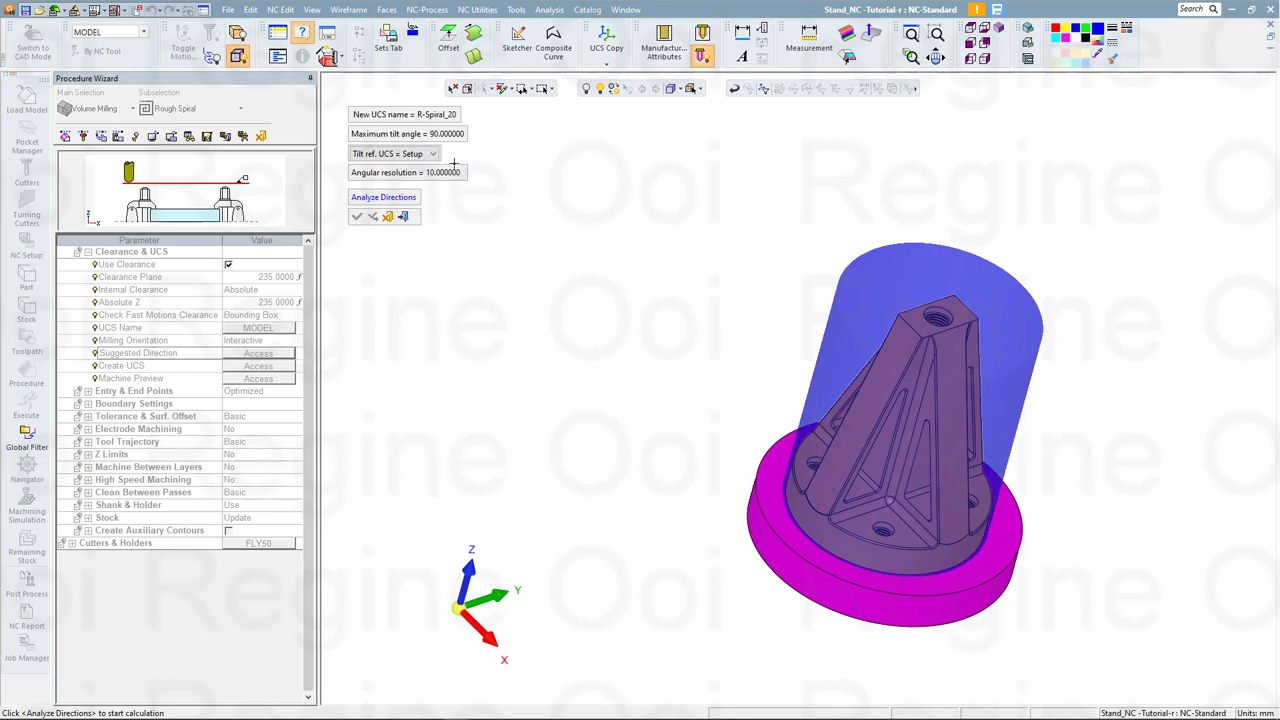 File Edit View Wireframe Faces NC-Process NC Utilities Tools Analysis Catalog Window
Stand_NC -Tutorial-r : NC-Standard
Search
Switch to CAD Mode
MODEL
By NC Tool
Toggle Motio...
Sets Tab
Offset
Sketcher
Composite Curve
UCS Copy
Manufactur... Attributes
Measurement
Load Model
Pocket Manager
Cutters
Turning Cutters
NC Setup
Part
Stock
Toolpath
Procedure
Execute
Global Filter
Navigator
Machining Simulation
Remaining Stock
Post Process
NC Report
Job Manager
Procedure Wizard
Main Selection Subselection
Volume Milling Rough Spiral
Parameter Value
Clearance & UCS
Use Clearance
Clearance Plane 235.0000 f
Internal Clearance Absolute
Absolute Z 235.0000 f
Check Fast Motions Clearance Bounding Box
UCS Name MODEL
Milling Orientation Interactive
Suggested Direction Access
Create UCS Access
Machine Preview Access
Entry & End Points Optimized
Boundary Settings
Tolerance & Surf. Offset Basic
Electrode Machining No
Tool Trajectory Basic
Z Limits No
Machine Between Layers No
High Speed Machining No
Clean Between Passes Basic
Shank & Holder Use
Stock Update
Create Auxiliary Contours
Cutters & Holders FLY50
New UCS name = R-Spiral_20
Maximum tilt angle = 90.000000
Tilt ref. UCS = Setup
Angular resolution = 10.000000
Analyze Directions
Z
Y
X
Regine Ooi
Click <Analyze Directions> to start calculation
Stand_NC -Tutorial-r : NC-Standard
Units: mm